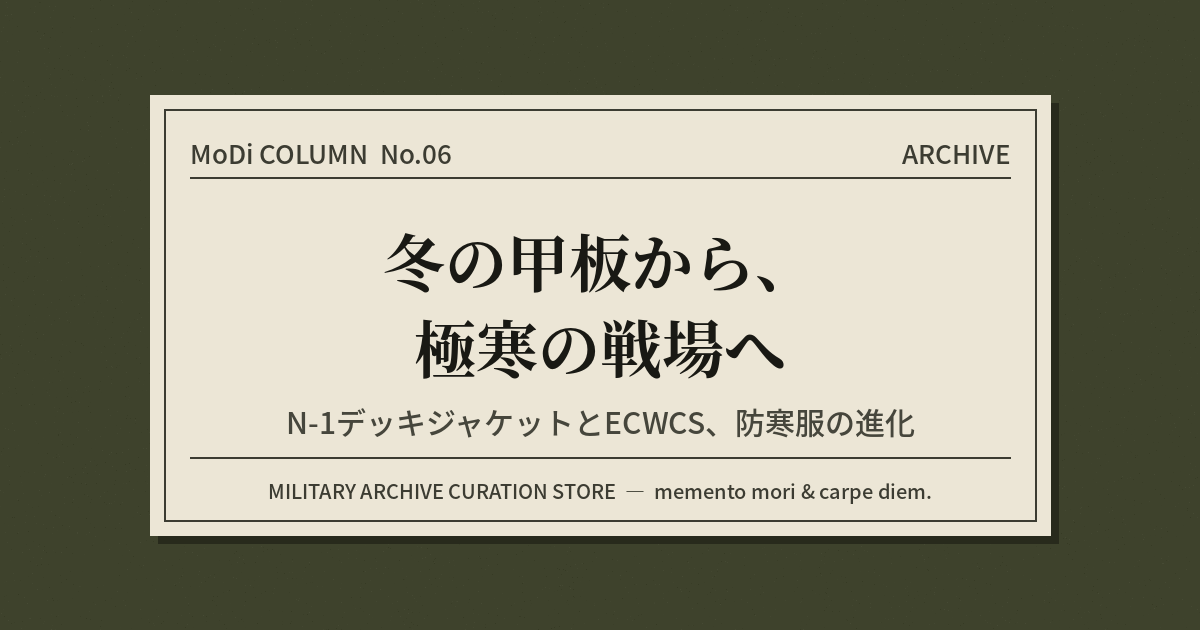 MoDi COLUMN No.06
ARCHIVE
冬の甲板から、
極寒の戦場へ
N-1デッキジャケットとECWCS、防寒服の進化
MILITARY ARCHIVE CURATION STORE — memento mori & carpe diem.